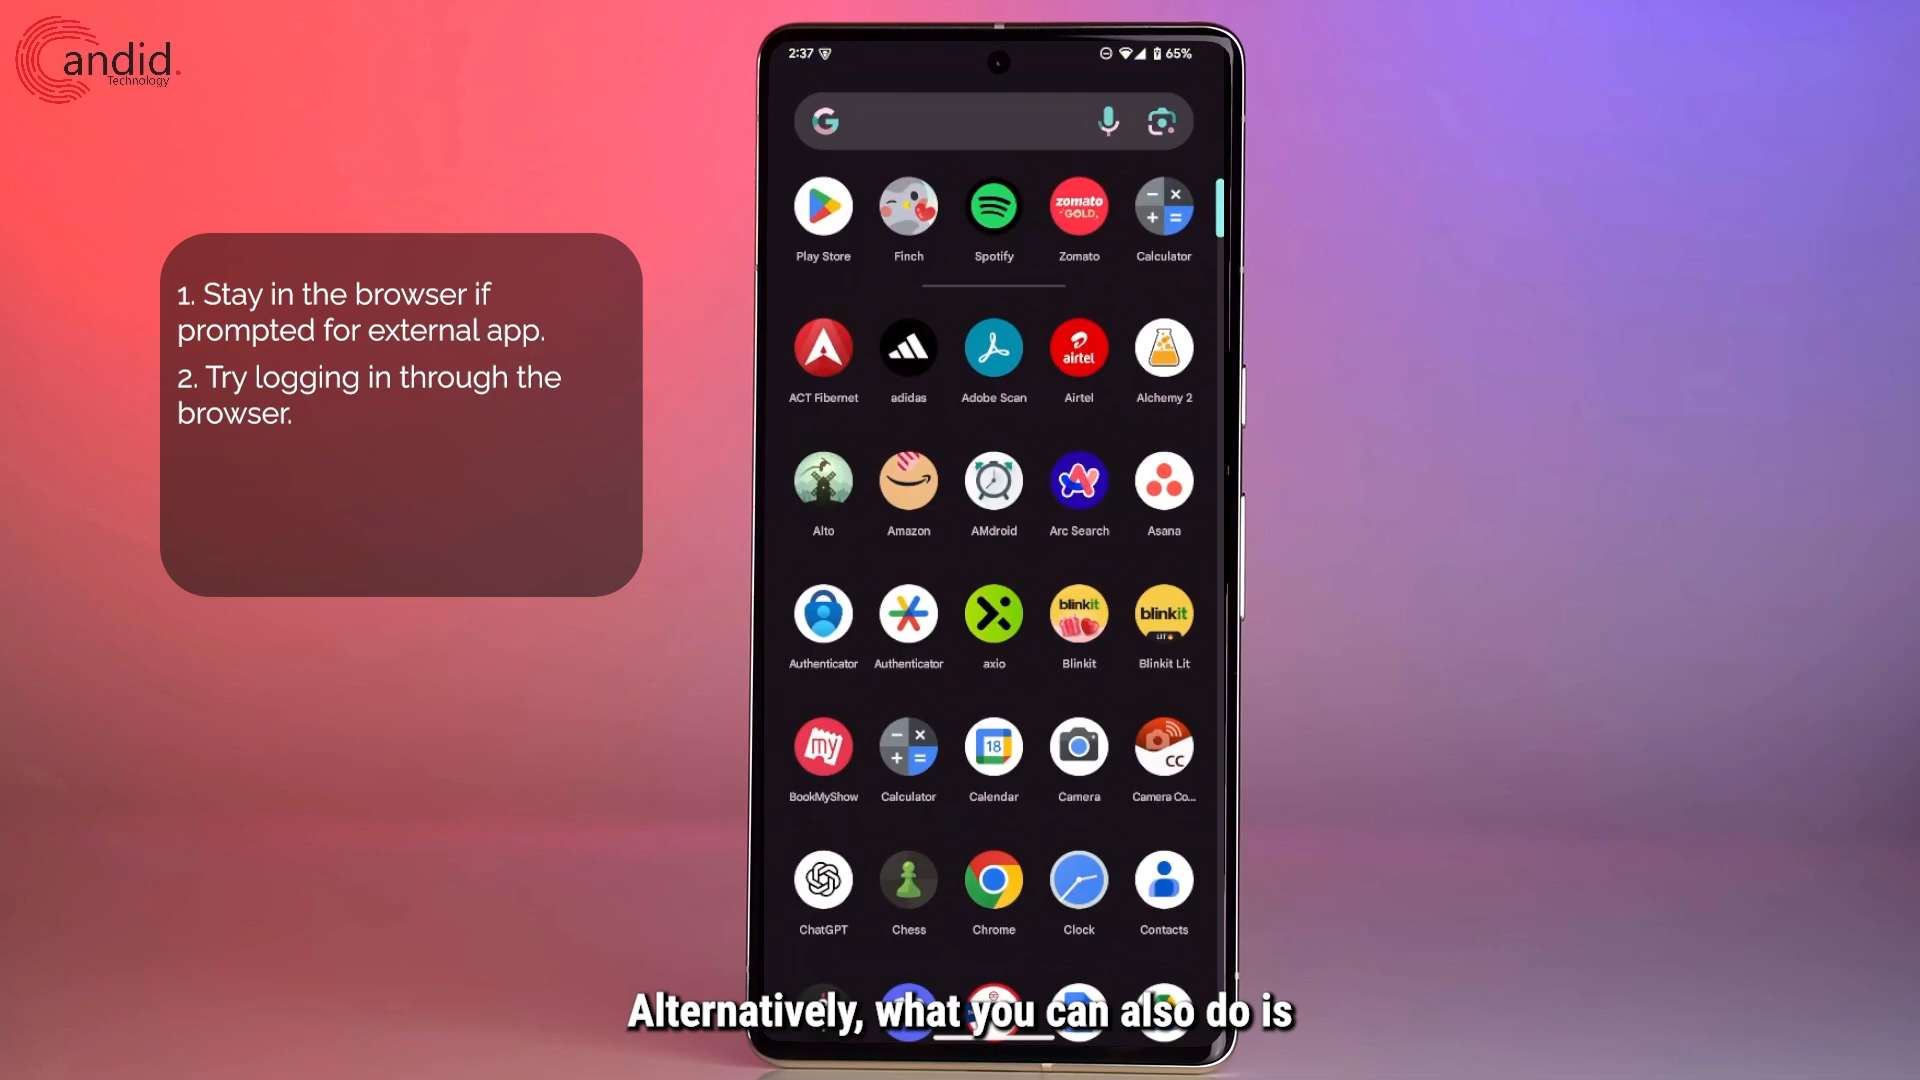 andid.
Technology
2:37
65%
G
Play Store
Finch
Spotify
zomato
GOLD
Zomato
Calculator
1. Stay in the browser if
prompted for external app.
2. Try logging in through the
browser.
ACT Fibernet
adidas
Adobe Scan
airtel
Airtel
Alchemy 2
Alto
Amazon
AMdroid
Arc Search
Asana
blinkit
blinkit
LIT
Authenticator
Authenticator
axio
Blinkit
Blinkit Lit
my
18
CC
BookMyShow
Calculator
Calendar
Camera
Camera Co...
ChatGPT
Chess
Chrome
Clock
Contacts
Alternatively, what you can also do is